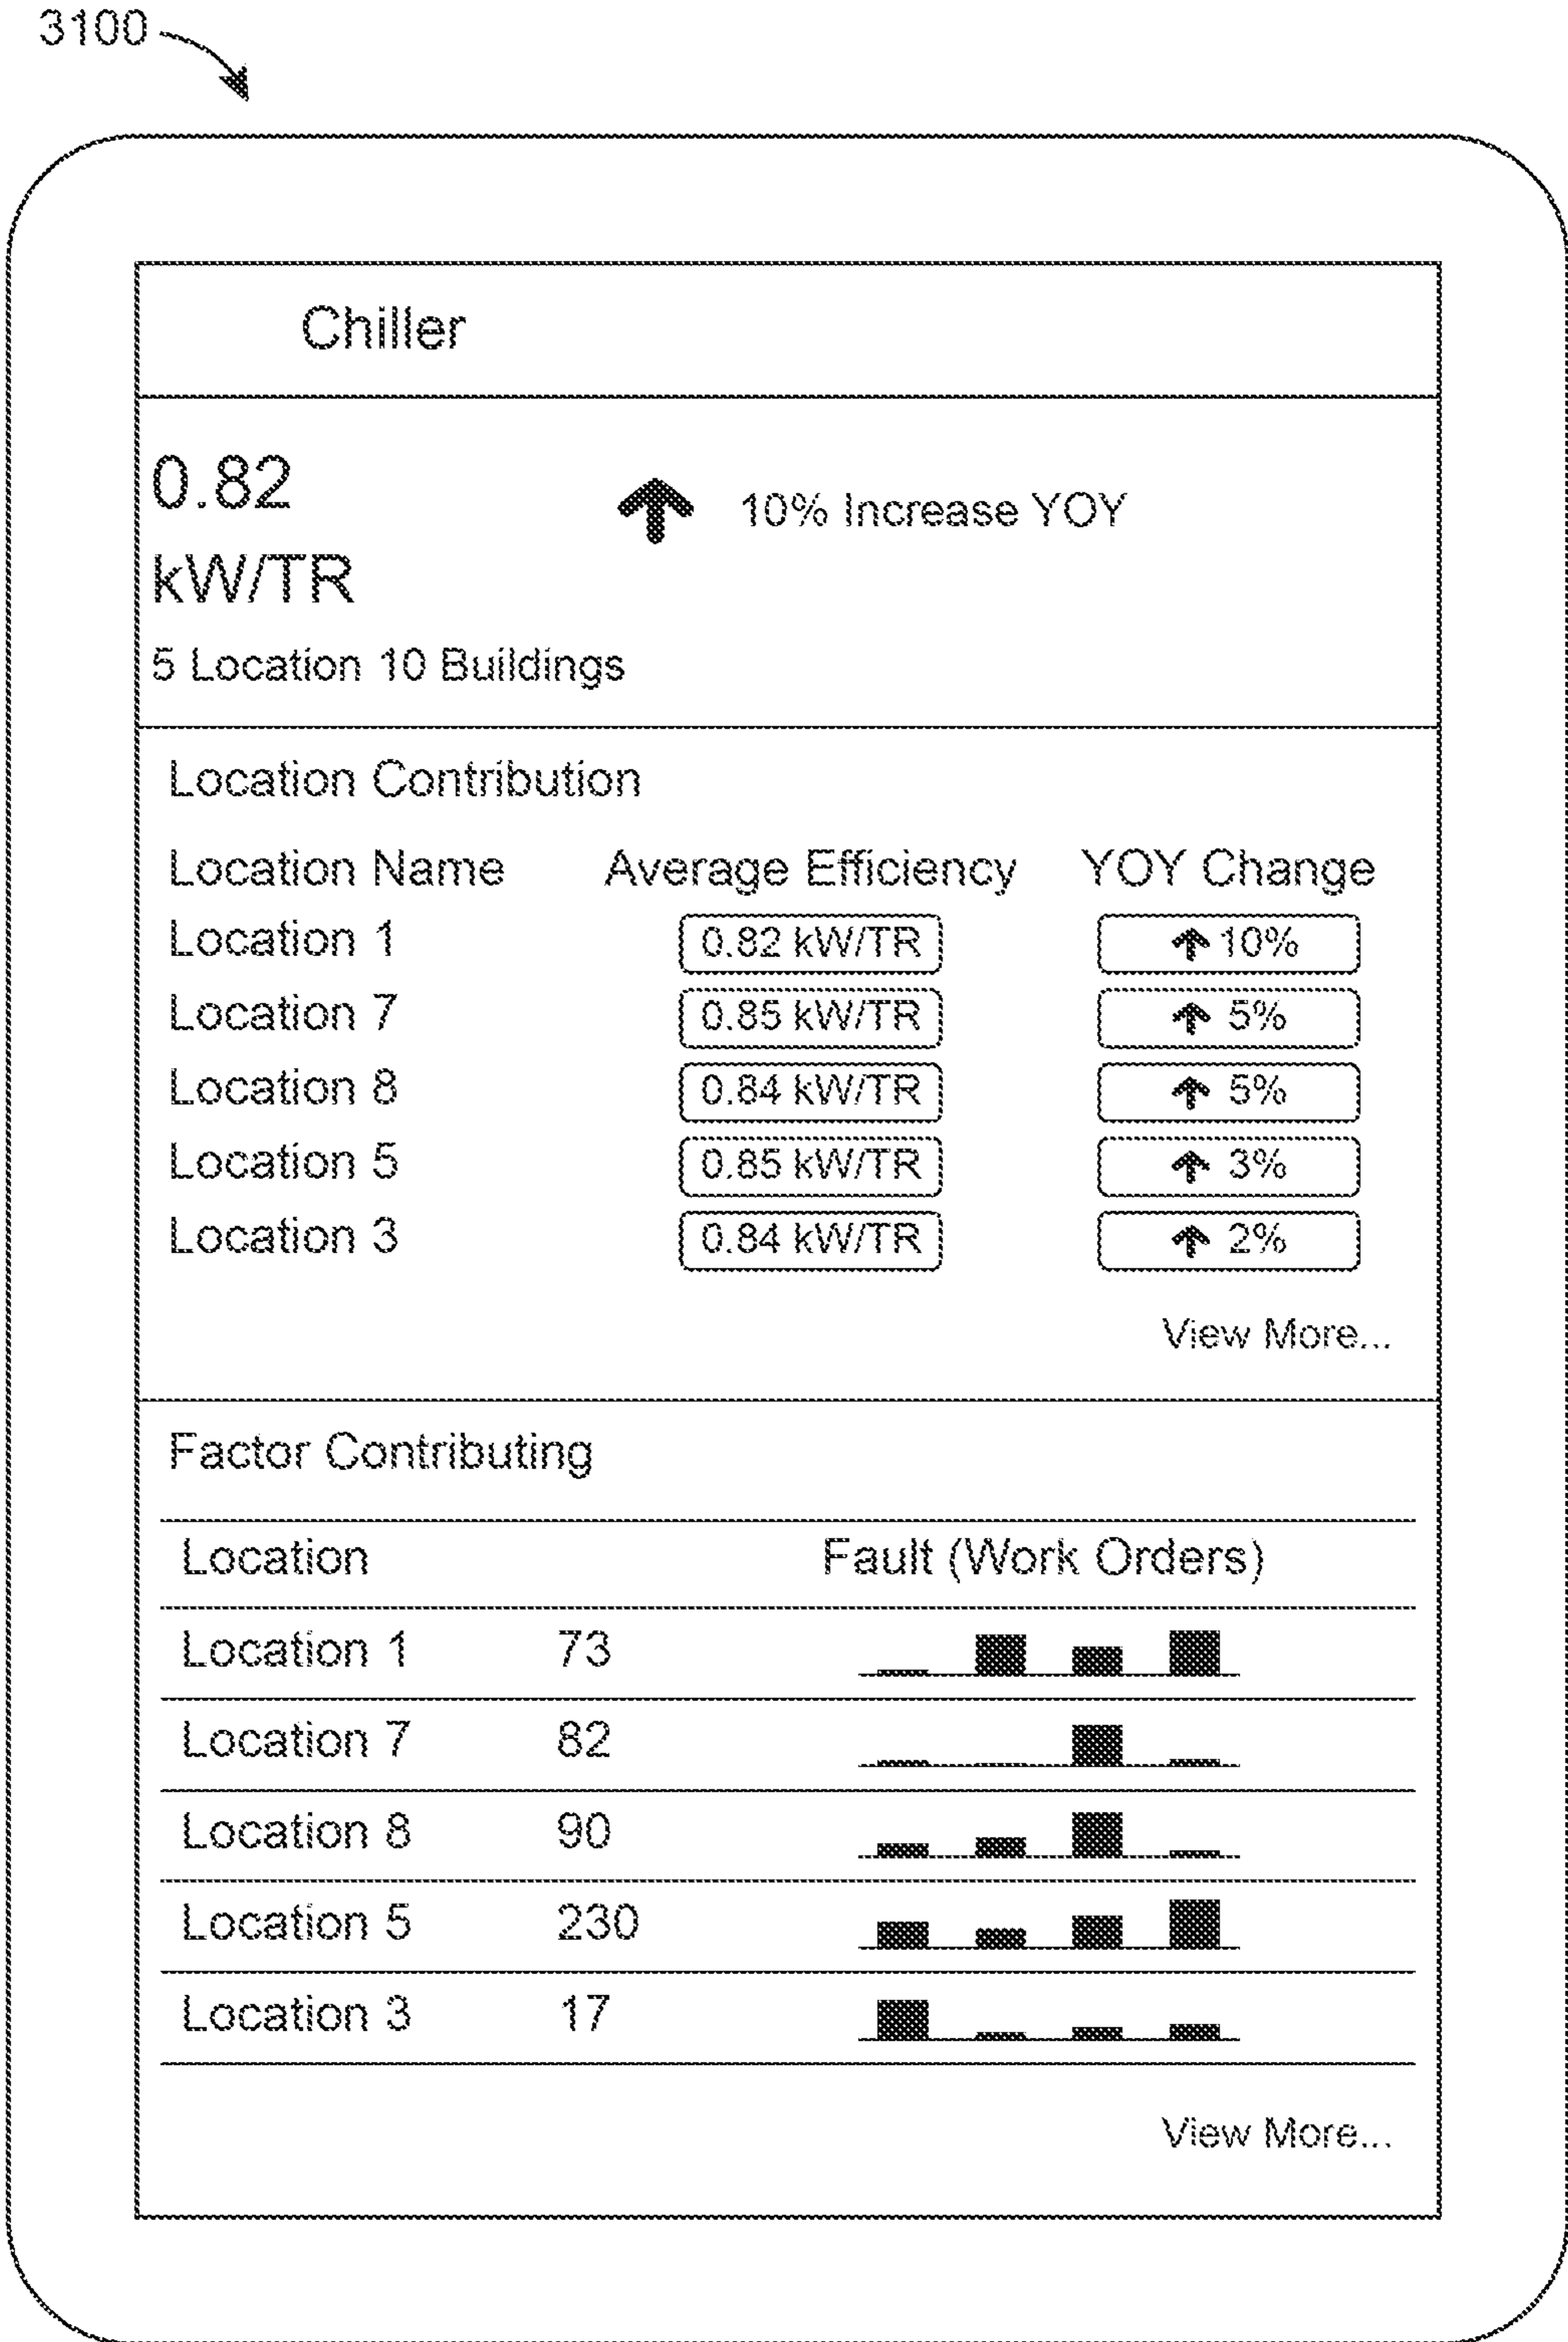 3100
Chiller
0.82
kW/TR
10% Increase YOY
5 Location 10 Buildings
Location Contribution
Location Name Average Efficiency YOY Change
Location 1 0.82 kW/TR 10%
Location 7 0.85 kW/TR 5%
Location 8 0.84 kW/TR 5%
Location 5 0.85 kW/TR 3%
Location 3 0.84 kW/TR 2%
View More...
Factor Contributing
Location Fault (Work Orders)
Location 1 73
Location 7 82
Location 8 90
Location 5 230
Location 3 17
View More...